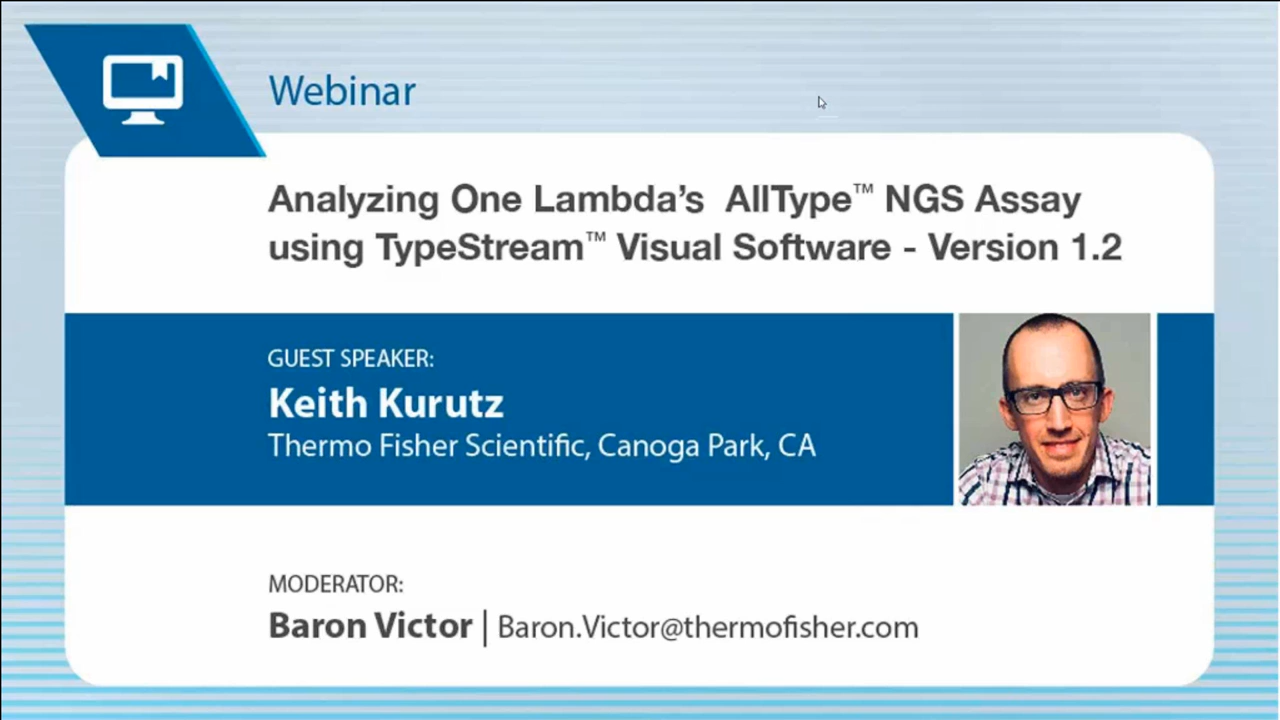 Webinar
Analyzing One Lambda's AllType™ NGS Assay
using TypeStream™ Visual Software - Version 1.2
GUEST SPEAKER:
Keith Kurutz
Thermo Fisher Scientific, Canoga Park, CA
MODERATOR:
Baron Victor | Baron.Victor@thermofisher.com